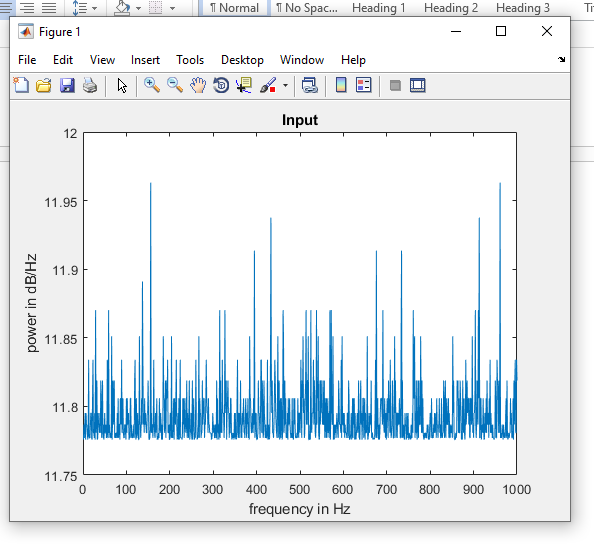 ¶ Normal ¶ No Spac... Heading 1 Heading 2 Heading 3
Figure 1
File Edit View Insert Tools Desktop Window Help
Input
12
11.95
11.9
11.85
11.8
11.75
power in dB/Hz
0 100 200 300 400 500 600 700 800 900 1000
frequency in Hz